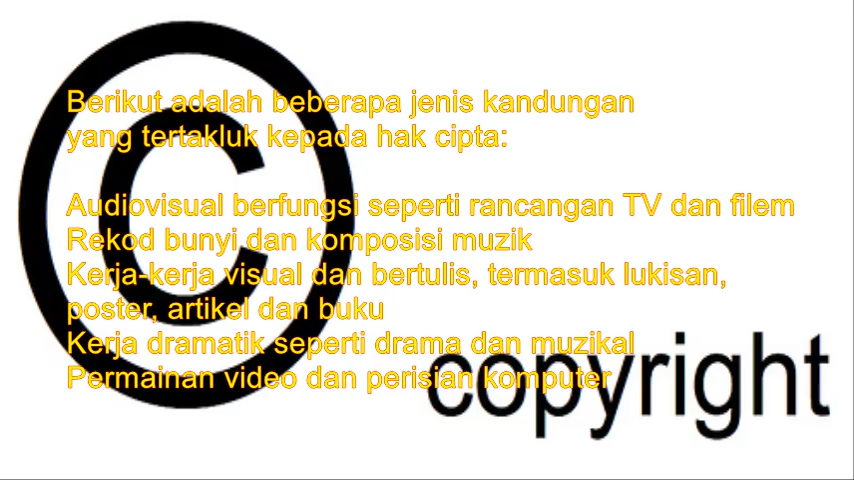 Berikut adalah beberapa jenis kandungan
yang tertakluk kepada hak cipta:
Audiovisual berfungsi seperti rancangan TV dan filem
Rekod bunyi dan komposisi muzik
Kerja-kerja visual dan bertulis, termasuk lukisan,
poster, artikel dan buku
Kerja dramatik seperti drama dan muzikal
Permainan video dan perisian komputer
©
copyright